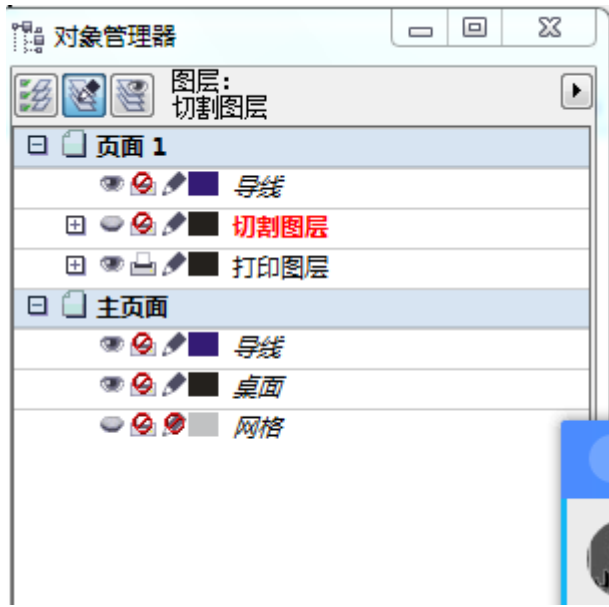 对象管理器
图层:
切割图层
页面 1
导线
切割图层
打印图层
主页面
导线
桌面
网格